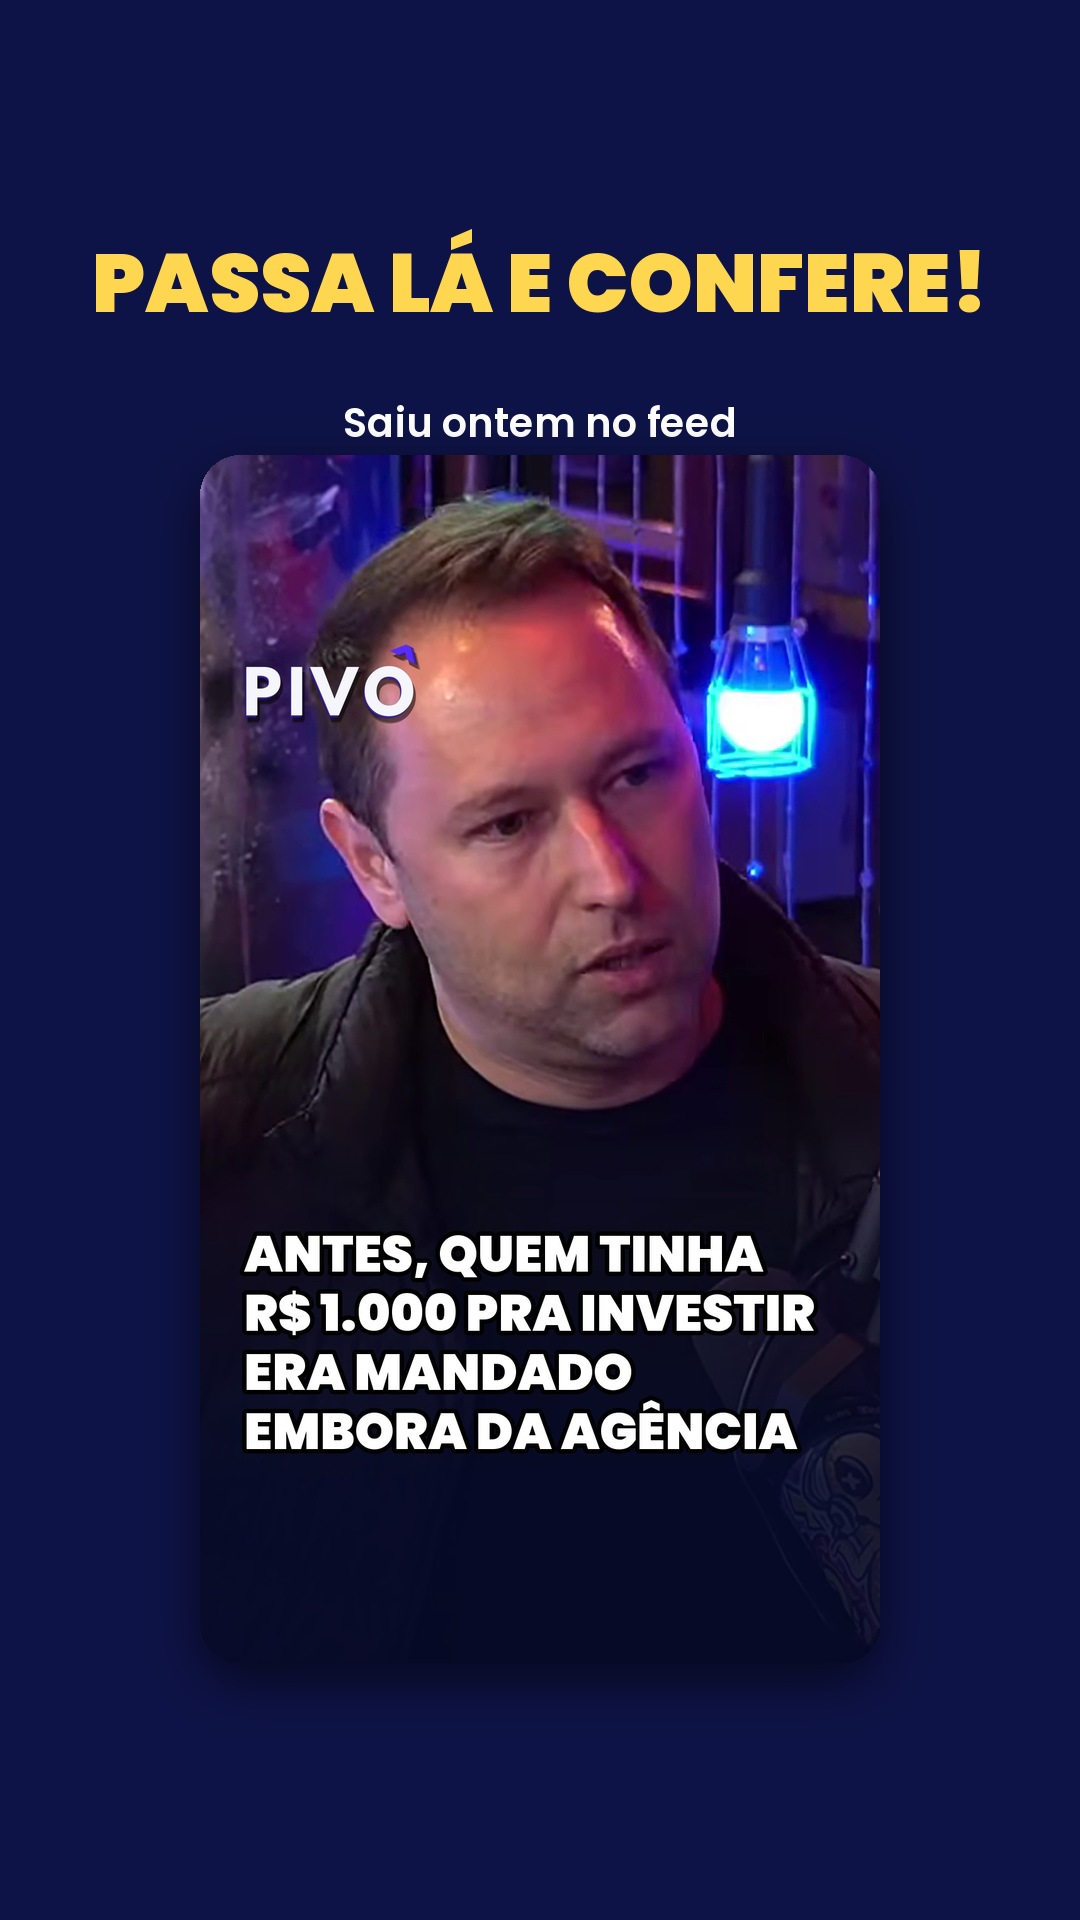 PASSA LÁ E CONFERE!
Saiu ontem no feed
PIVÔ
ANTES, QUEM TINHA
R$ 1.000 PRA INVESTIR
ERA MANDADO
EMBORA DA AGÊNCIA